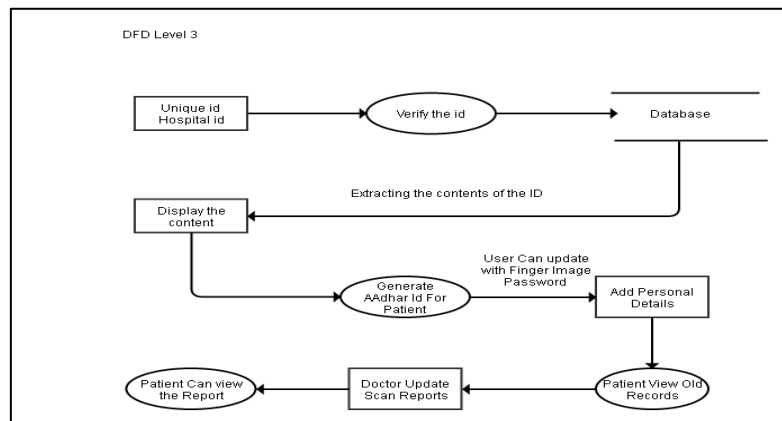 DFD Level 3
Unique id
Hospital id
Verify the id
Database
Extracting the contents of the ID
Display the
content
User Can update
with Finger Image
Password
Generate
AAdhar Id For
Patient
Add Personal
Details
Patient Can view
the Report
Doctor Update
Scan Reports
Patient View Old
Records